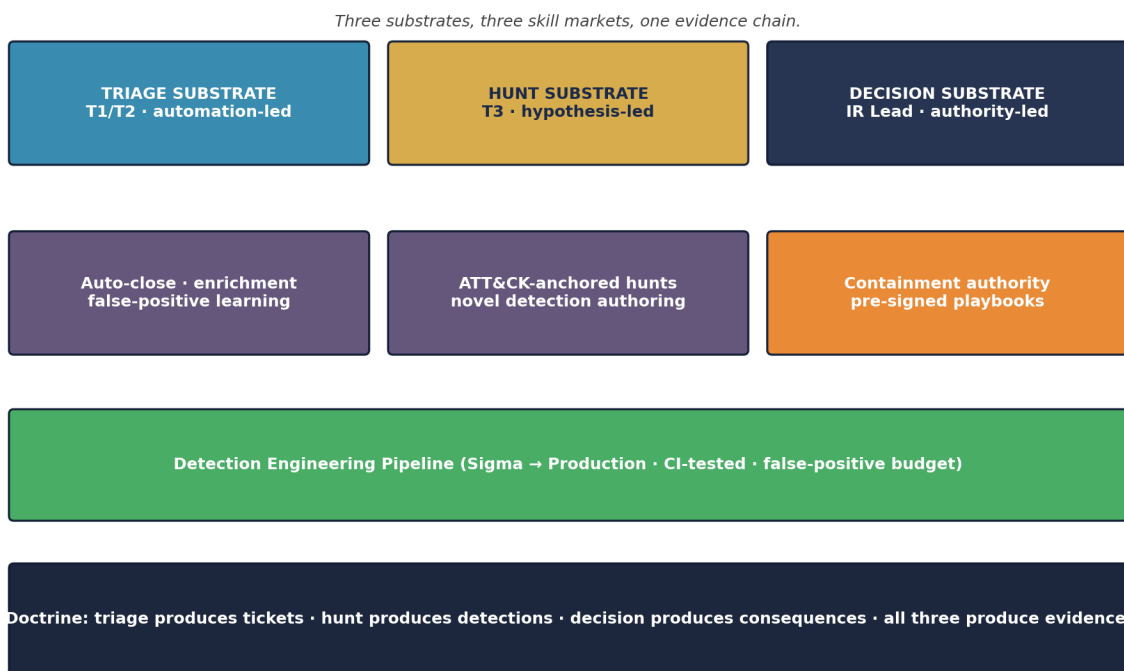 Three substrates, three skill markets, one evidence chain.
TRIAGE SUBSTRATE
T1/T2 · automation-led
HUNT SUBSTRATE
T3 · hypothesis-led
DECISION SUBSTRATE
IR Lead · authority-led
Auto-close · enrichment
false-positive learning
ATT&CK-anchored hunts
novel detection authoring
Containment authority
pre-signed playbooks
Detection Engineering Pipeline (Sigma → Production · CI-tested · false-positive budget)
Doctrine: triage produces tickets · hunt produces detections · decision produces consequences · all three produce evidence